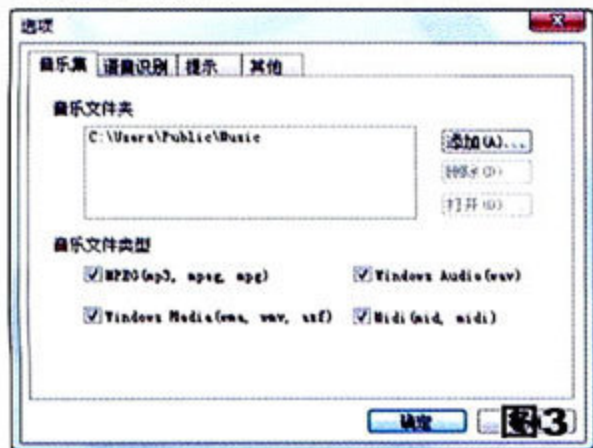 选项
音乐集 语音识别 提示 其他
音乐文件夹
C:\Users\Public\Music
添加(A)...
删除(D)
打开(O)
音乐文件类型
MPEG(mp3, mpeg, mpg) Windows Audio(wav)
Windows Media(wma, wmv, asf) Midi(mid, midi)
确定
图3